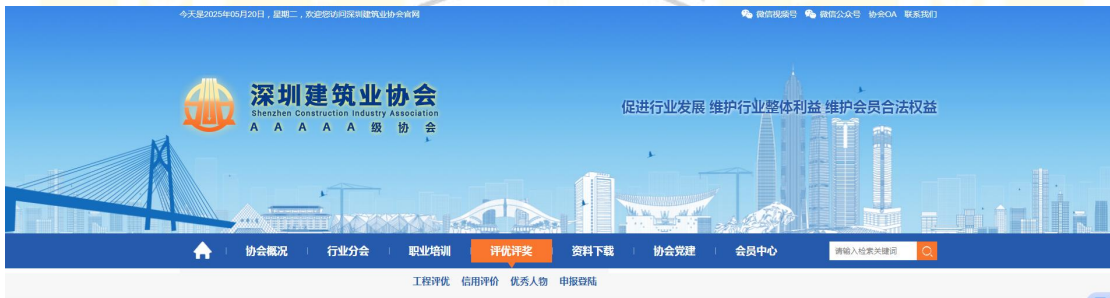 今天是2025年05月20日，星期二，欢迎您访问深圳建筑业协会官网
微信视频号 微信公众号 协会OA 联系我们
深圳建筑业协会
Shenzhen Construction Industry Association
AAAAA级协会
促进行业发展 维护行业整体利益 维护会员合法权益
协会概况 行业分会 职业培训 评优评奖 资料下载 协会党建 会员中心 请输入检索关键词
工程评优 信用评价 优秀人物 申报登陆